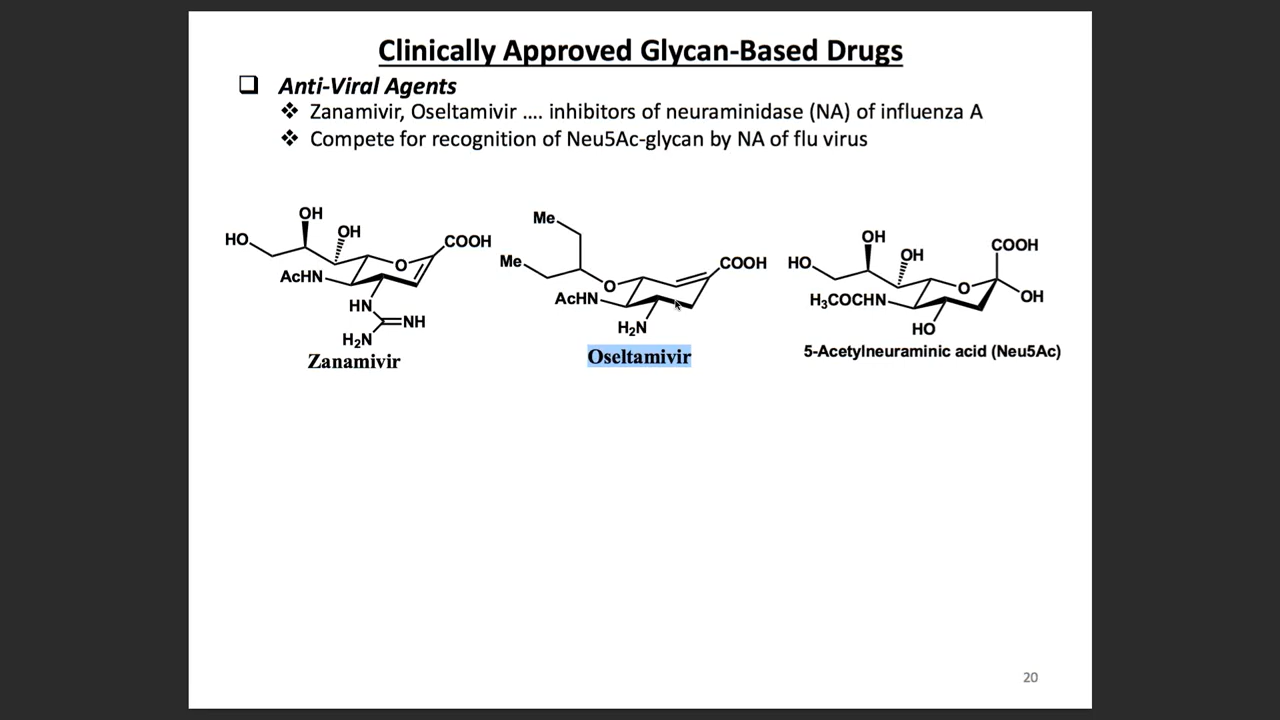 Clinically Approved Glycan-Based Drugs
❑ Anti-Viral Agents
❖ Zanamivir, Oseltamivir .... inhibitors of neuraminidase (NA) of influenza A
❖ Compete for recognition of Neu5Ac-glycan by NA of flu virus
OH
HO
OH
COOH
O
AcHN
HN
NH
H₂N
Zanamivir
Me
Me
COOH
O
AcHN
H₂N
Oseltamivir
OH
COOH
HO
OH
O
OH
H₃COCHN
HO
5-Acetylneuraminic acid (Neu5Ac)
20